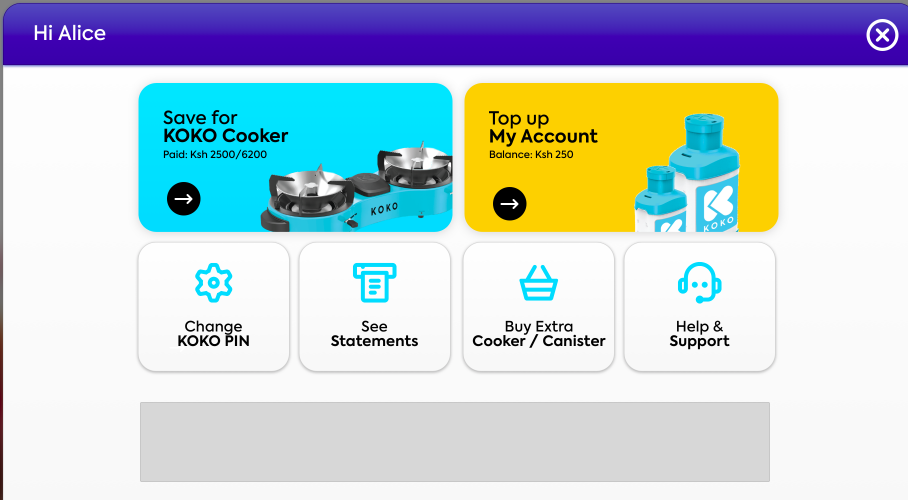 Hi Alice
Save for
KOKO Cooker
Paid: Ksh 2500/6200
KOKO
Top up
My Account
Balance: Ksh 250
KOKO
Change
KOKO PIN
See
Statements
Buy Extra
Cooker / Canister
Help &
Support